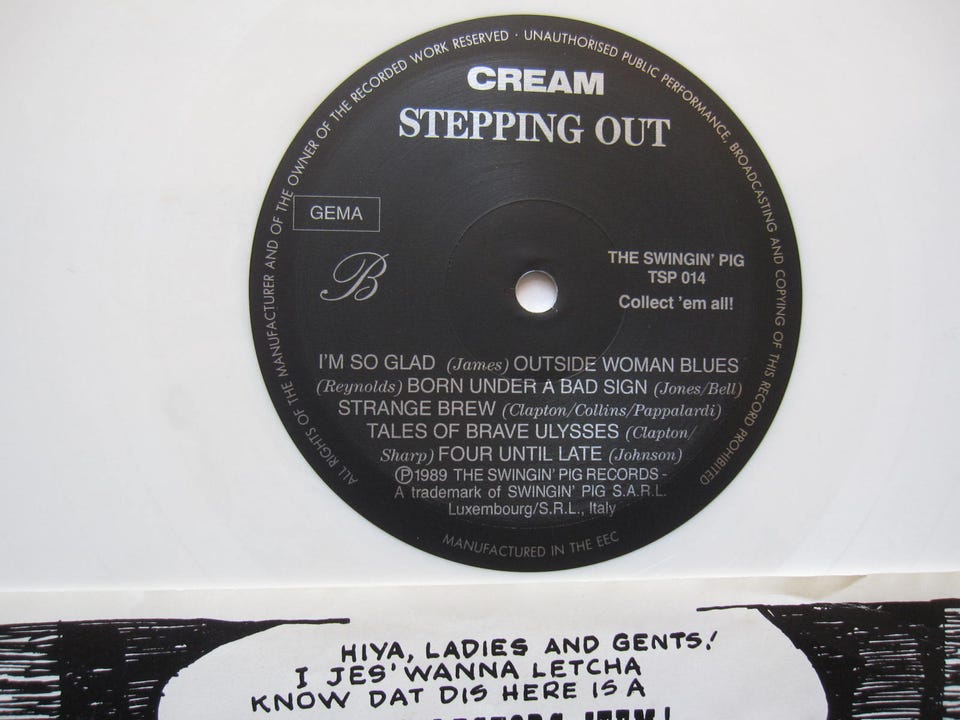 ALL RIGHTS OF THE MANUFACTURER AND OF THE OWNER OF THE RECORDED WORK RESERVED · UNAUTHORISED PUBLIC PERFORMANCE, BROADCASTING AND COPYING OF THIS RECORD PROHIBITED
CREAM
STEPPING OUT
GEMA
B
THE SWINGIN' PIG
TSP 014
Collect 'em all!
I'M SO GLAD (James) OUTSIDE WOMAN BLUES
(Reynolds) BORN UNDER A BAD SIGN (Jones/Bell)
STRANGE BREW (Clapton/Collins/Pappalardi)
TALES OF BRAVE ULYSSES (Clapton/
Sharp) FOUR UNTIL LATE (Johnson)
Ⓟ1989 THE SWINGIN' PIG RECORDS -
A trademark of SWINGIN' PIG S.A.R.L.
Luxembourg/S.R.L., Italy
MANUFACTURED IN THE EEC
HIYA, LADIES AND GENTS!
I JES' WANNA LETCHA
KNOW DAT DIS HERE IS A